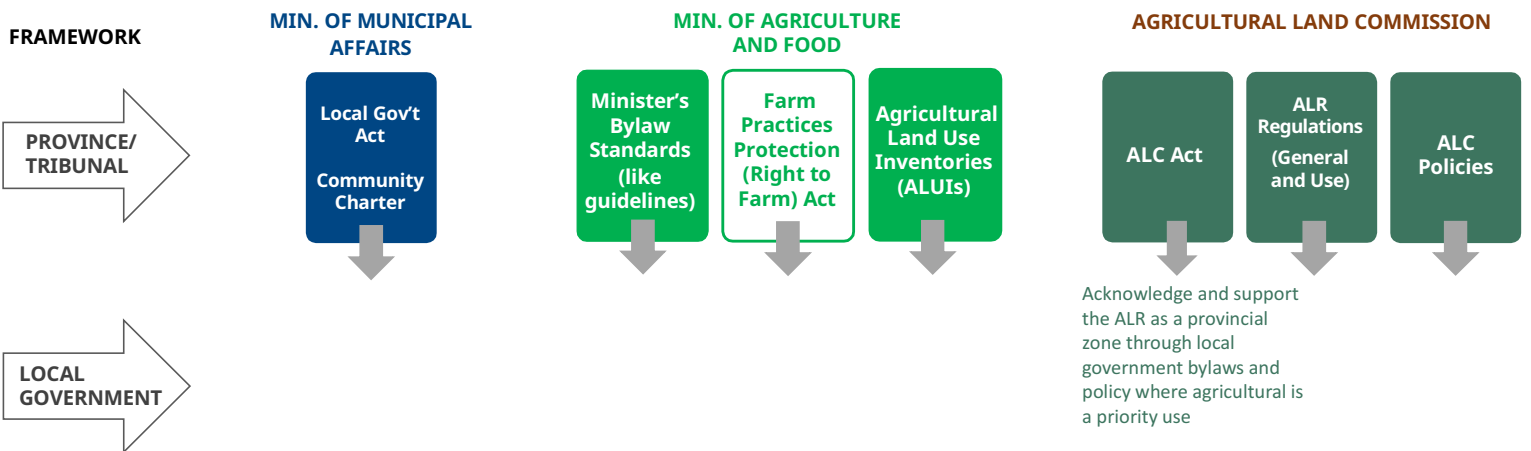 FRAMEWORK
MIN. OF MUNICIPAL
AFFAIRS
MIN. OF AGRICULTURE
AND FOOD
AGRICULTURAL LAND COMMISSION
PROVINCE/
TRIBUNAL
Local Gov't
Act
Community
Charter
Minister's
Bylaw
Standards
(like
guidelines)
Farm
Practices
Protection
(Right to
Farm) Act
Agricultural
Land Use
Inventories
(ALUIs)
ALC Act
ALR
Regulations
(General
and Use)
ALC
Policies
LOCAL
GOVERNMENT
Acknowledge and support
the ALR as a provincial
zone through local
government bylaws and
policy where agricultural is
a priority use